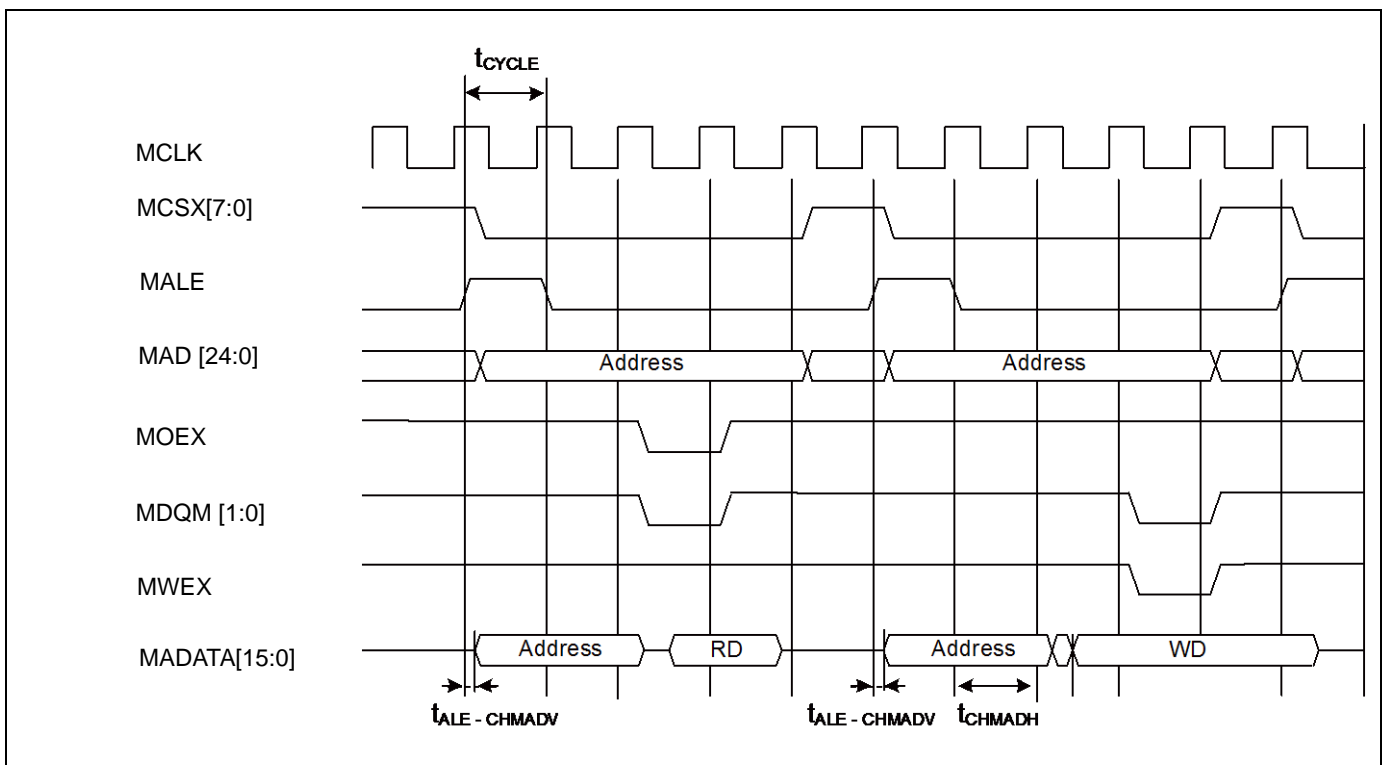 tCYCLE
MCLK
MCSX[7:0]
MALE
MAD [24:0]
Address
Address
MOEX
MDQM [1:0]
MWEX
MADATA[15:0]
Address
RD
Address
WD
tALE - CHMADV
tALE - CHMADV
tCHMADH